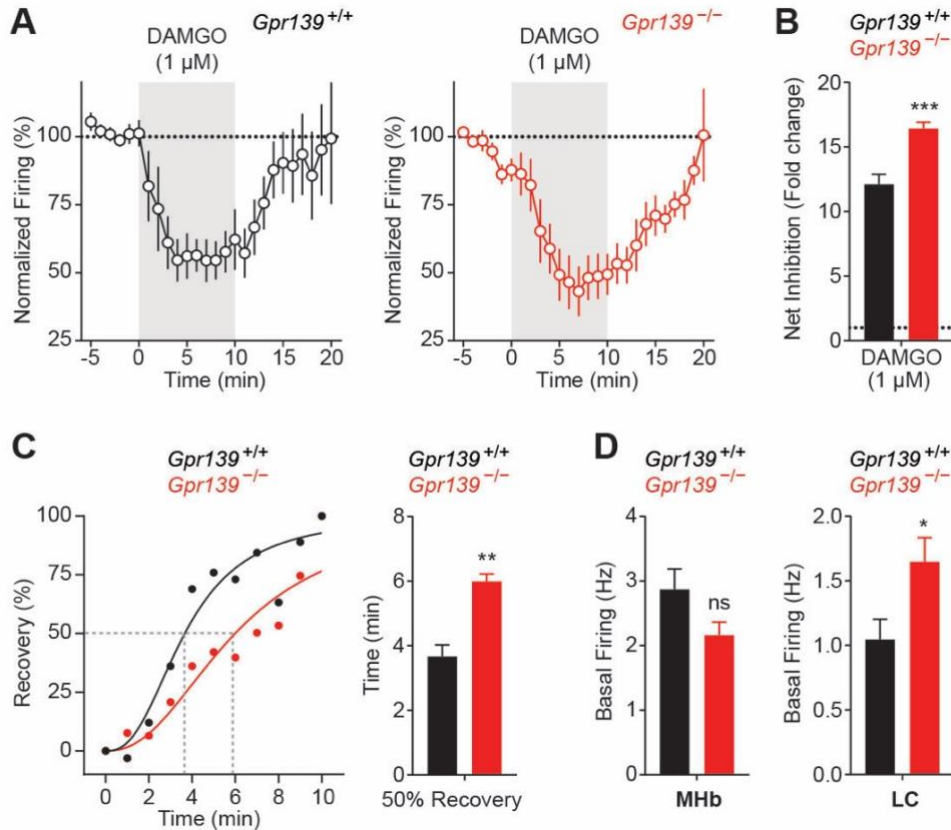 A
DAMGO
(1 μM)
Gpr139+/+
Normalized Firing (%)
100
75
50
25
-5 0 5 10 15 20
Time (min)
DAMGO
(1 μM)
Gpr139−/−
Normalized Firing (%)
100
75
50
25
-5 0 5 10 15 20
Time (min)
B
Gpr139+/+
Gpr139−/−
Net Inhibition (Fold change)
20
15
10
5
0
***
DAMGO
(1 μM)
C
Gpr139+/+
Gpr139−/−
Recovery (%)
100
75
50
25
0
0 2 4 6 8 10
Time (min)
Gpr139+/+
Gpr139−/−
Time (min)
8
6
4
2
0
**
50% Recovery
D
Gpr139+/+
Gpr139−/−
Basal Firing (Hz)
4
3
2
1
0
ns
MHb
Gpr139+/+
Gpr139−/−
Basal Firing (Hz)
2.0
1.5
1.0
0.5
0.0
*
LC